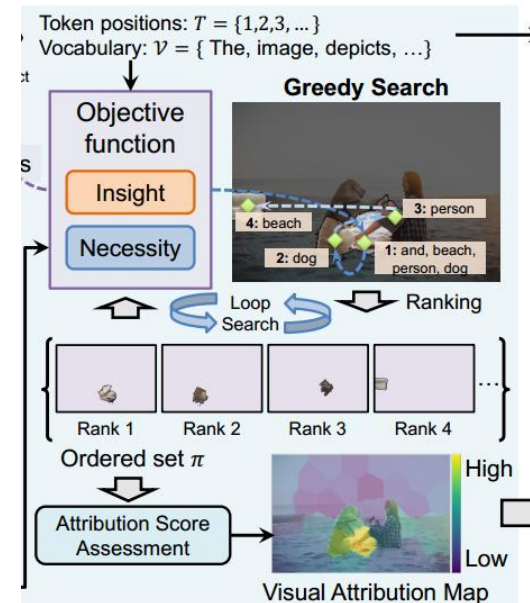 Token positions: T = {1,2,3, ...}
Vocabulary: 𝒱 = { The, image, depicts, ...}
ct
s
Objective
function
Insight
Necessity
Greedy Search
3: person
4: beach
2: dog
1: and, beach,
person, dog
Loop
Search
Ranking
Rank 1
Rank 2
Rank 3
Rank 4
...
Ordered set π
Attribution Score
Assessment
High
Low
Visual Attribution Map